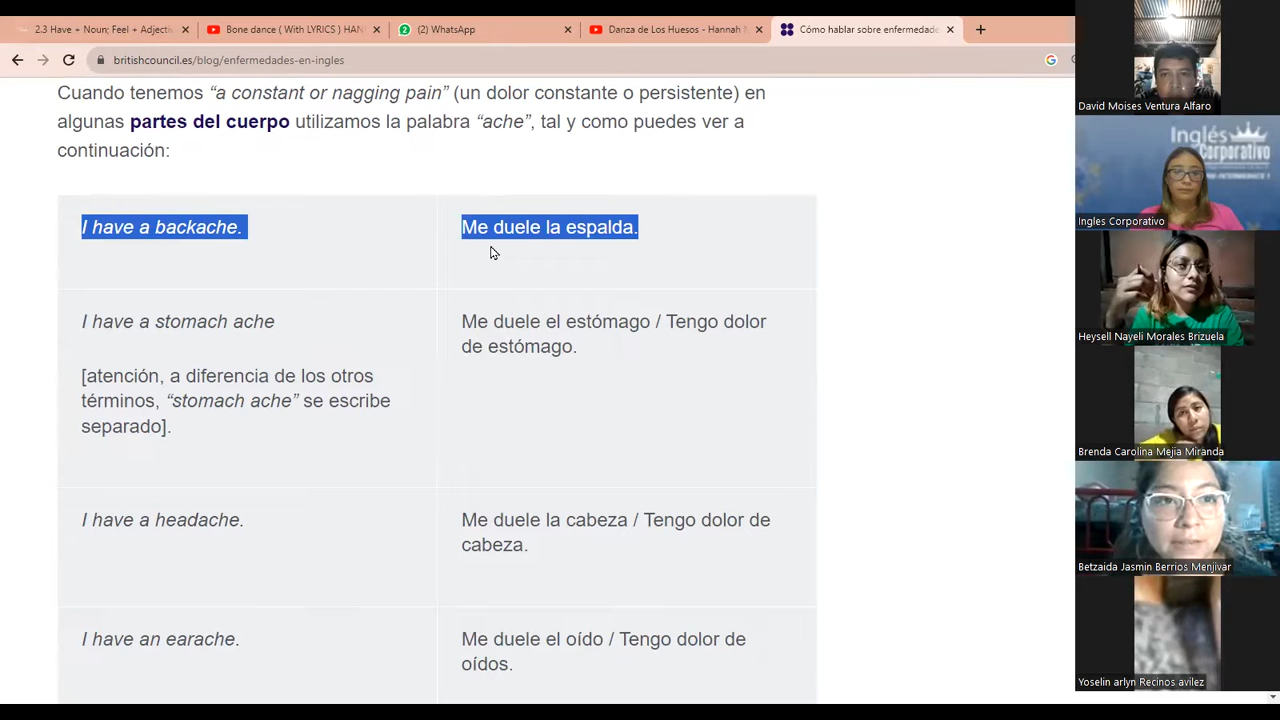 2.3 Have + Noun; Feel + Adjecti
Bone dance ( With LYRICS ) HAN
(2) WhatsApp
Danza de Los Huesos - Hannah
Cómo hablar sobre enfermedade
britishcouncil.es/blog/enfermedades-en-ingles
Cuando tenemos “a constant or nagging pain” (un dolor constante o persistente) en
algunas partes del cuerpo utilizamos la palabra “ache”, tal y como puedes ver a
continuación:
I have a backache.
Me duele la espalda.
I have a stomach ache
[atención, a diferencia de los otros
términos, “stomach ache” se escribe
separado].
Me duele el estómago / Tengo dolor
de estómago.
I have a headache.
Me duele la cabeza / Tengo dolor de
cabeza.
I have an earache.
Me duele el oído / Tengo dolor de
oídos.
David Moises Ventura Alfaro
Inglés
Corporativo
Ingles Corporativo
Heysell Nayeli Morales Brizuela
Brenda Carolina Mejia Miranda
Betzaida Jasmin Berrios Menjivar
Yoselin arlyn Recinos avilez